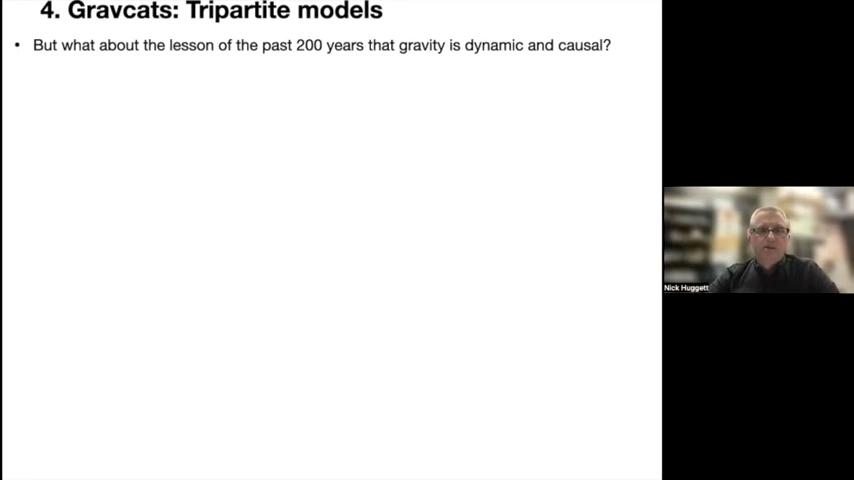 4. Gravcats: Tripartite models
• But what about the lesson of the past 200 years that gravity is dynamic and causal?
Nick Huggett